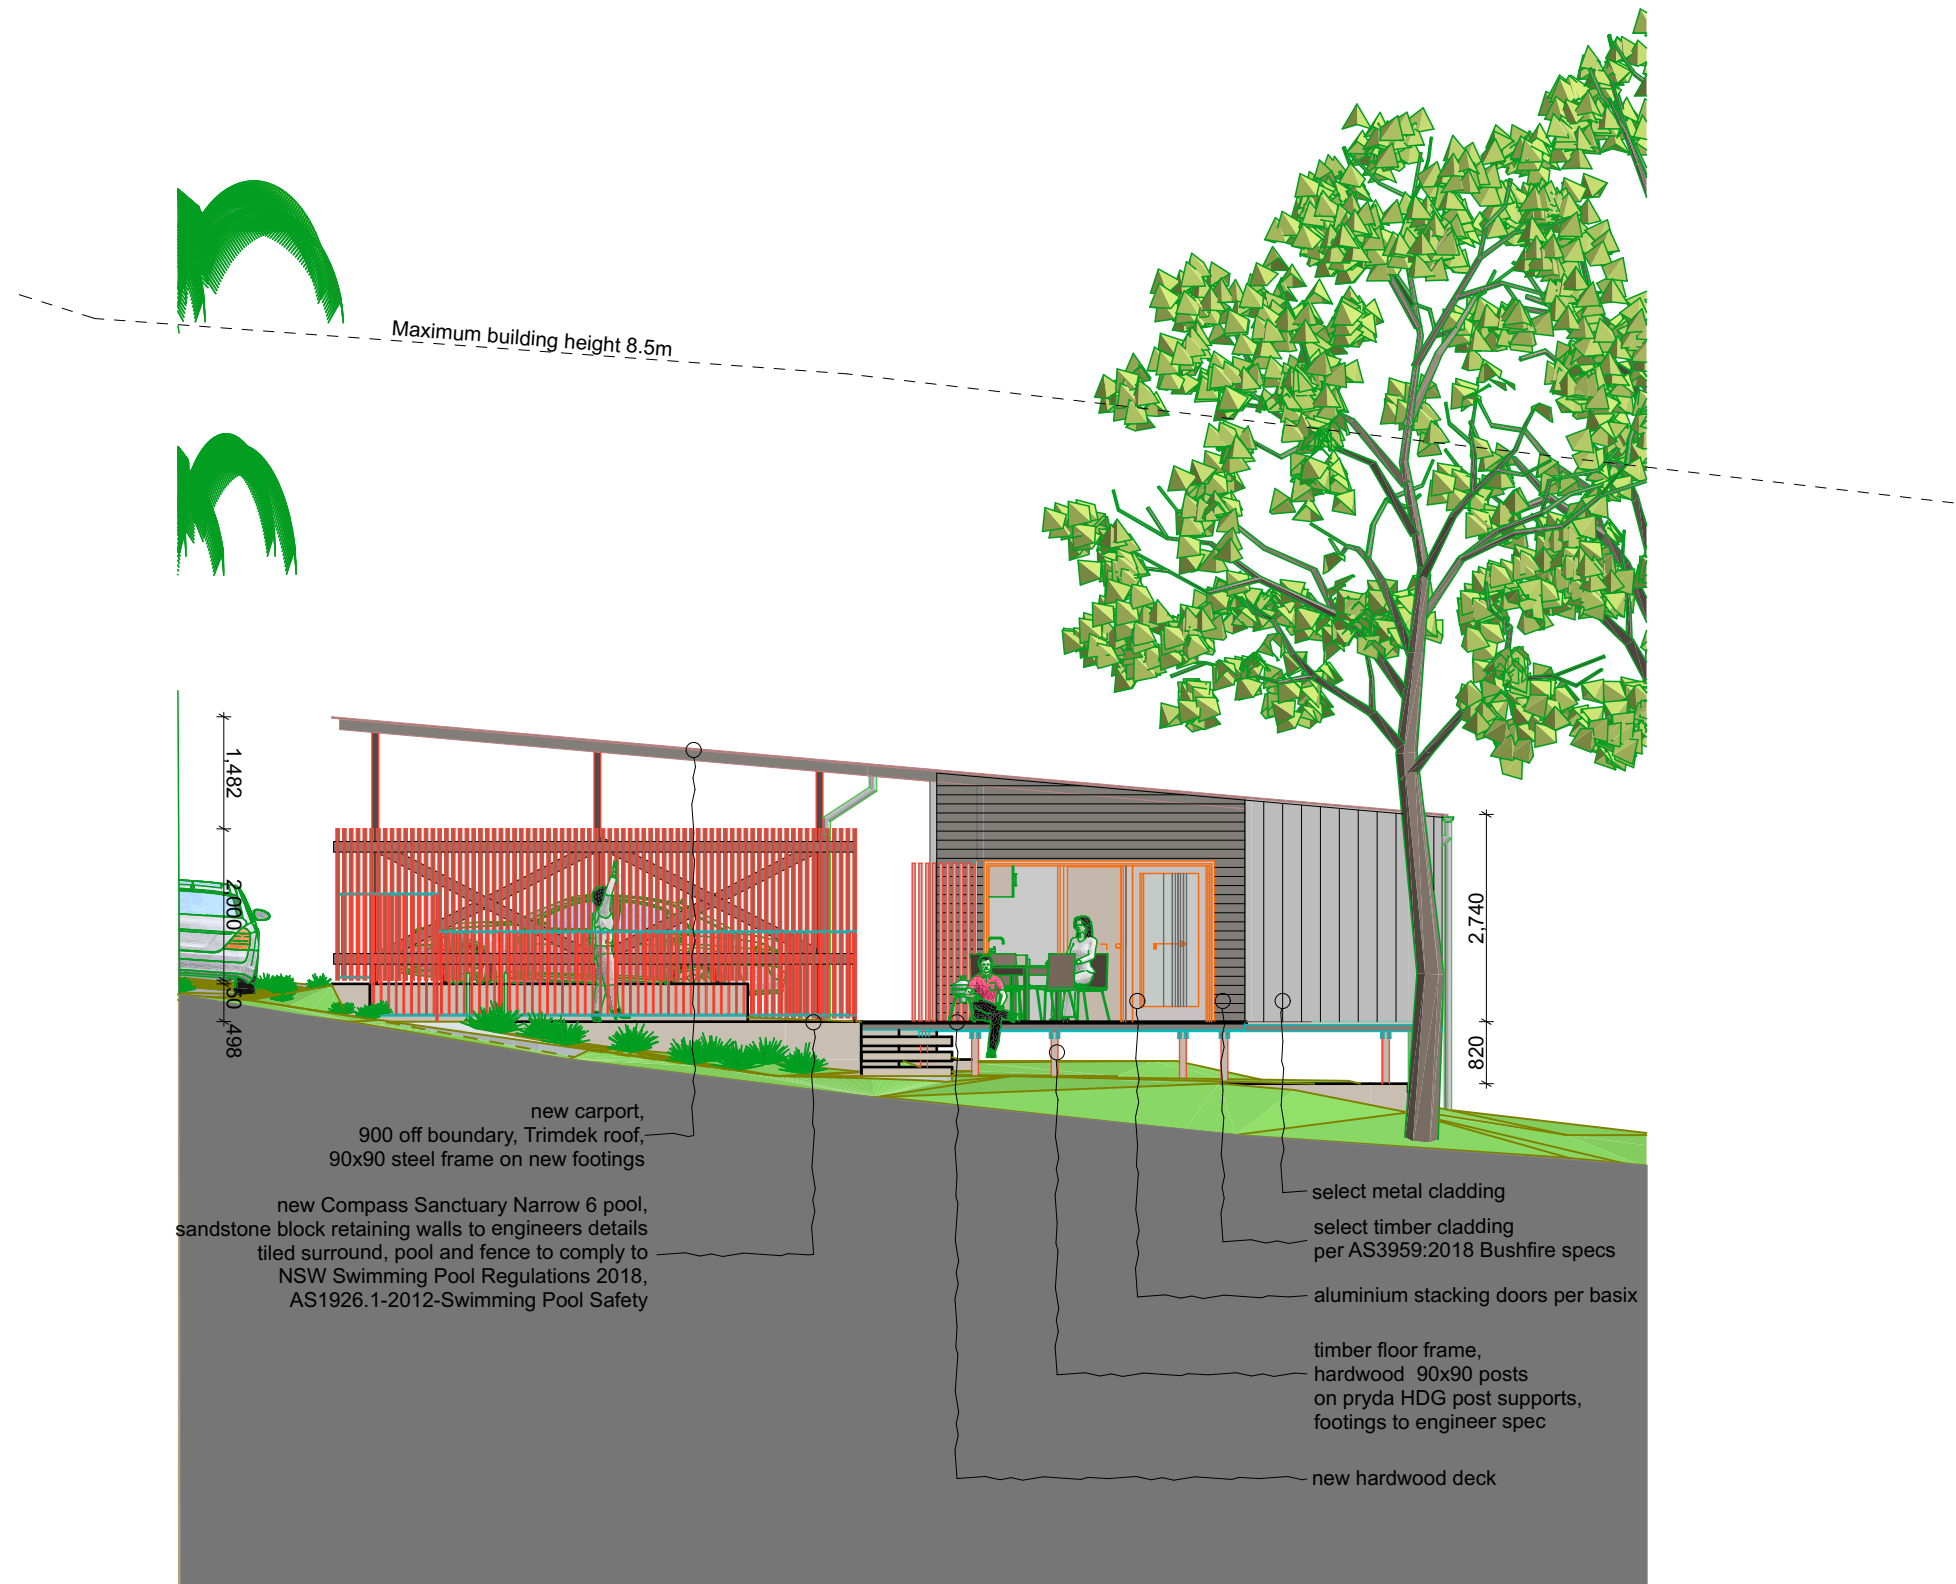 Maximum building height 8.5m
1,482
2,000
50
498
2,740
820
new carport,
900 off boundary, Trimdek roof,
90x90 steel frame on new footings
new Compass Sanctuary Narrow 6 pool,
sandstone block retaining walls to engineers details
tiled surround, pool and fence to comply to
NSW Swimming Pool Regulations 2018,
AS1926.1-2012-Swimming Pool Safety
select metal cladding
select timber cladding
per AS3959:2018 Bushfire specs
aluminium stacking doors per basix
timber floor frame,
hardwood 90x90 posts
on pryda HDG post supports,
footings to engineer spec
new hardwood deck